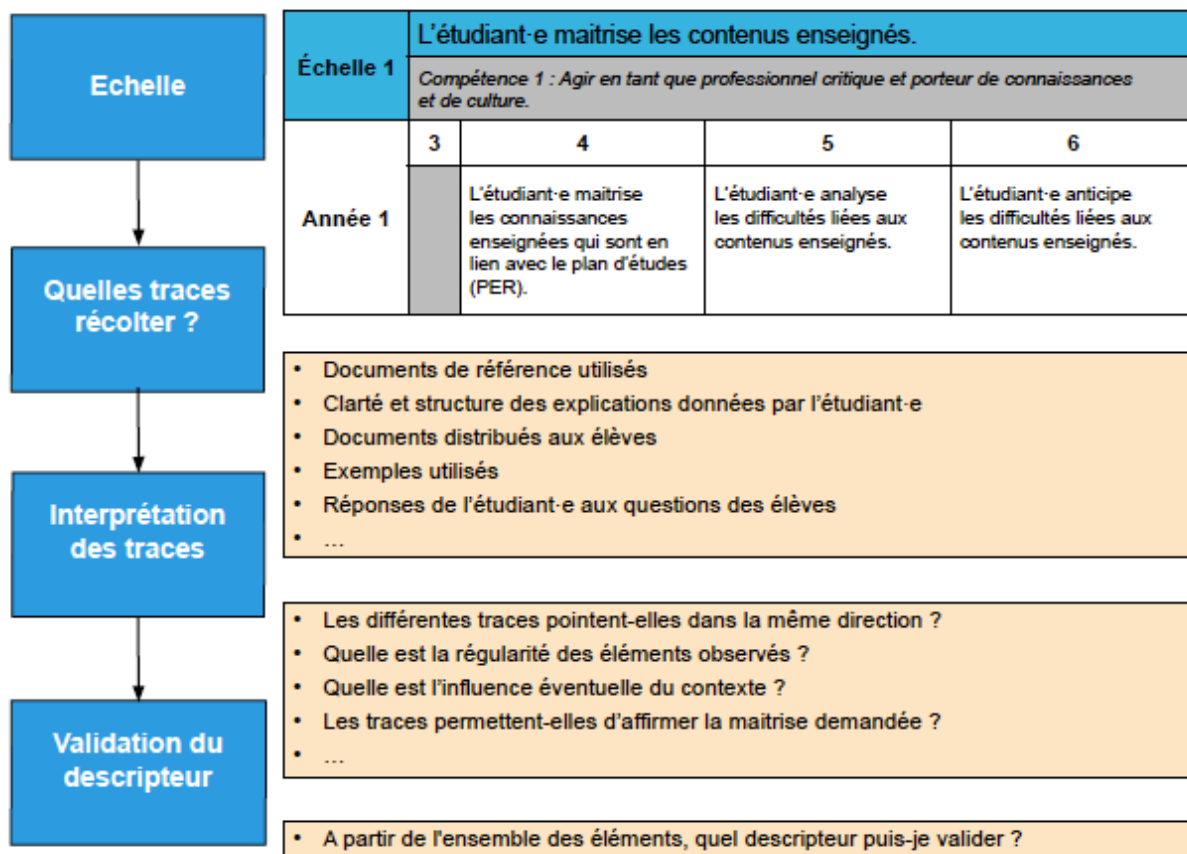 Echelle
Échelle 1
L'étudiant·e maitrise les contenus enseignés.
Compétence 1 : Agir en tant que professionnel critique et porteur de connaissances
et de culture.
Année 1
3
4
5
6
L'étudiant·e maitrise
les connaissances
enseignées qui sont en
lien avec le plan d'études
(PER).
L'étudiant·e analyse
les difficultés liées aux
contenus enseignés.
L'étudiant·e anticipe
les difficultés liées aux
contenus enseignés.
Quelles traces
récolter ?
• Documents de référence utilisés
• Clarté et structure des explications données par l'étudiant·e
• Documents distribués aux élèves
• Exemples utilisés
• Réponses de l'étudiant·e aux questions des élèves
• …
Interprétation
des traces
• Les différentes traces pointent-elles dans la même direction ?
• Quelle est la régularité des éléments observés ?
• Quelle est l'influence éventuelle du contexte ?
• Les traces permettent-elles d'affirmer la maitrise demandée ?
• …
Validation du
descripteur
• A partir de l'ensemble des éléments, quel descripteur puis-je valider ?